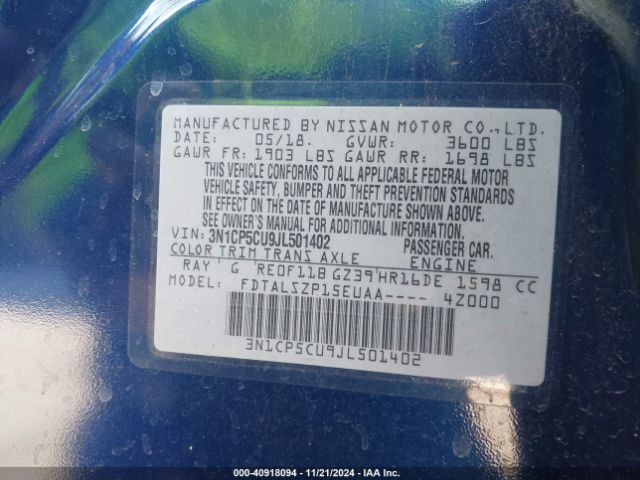 MANUFACTURED BY NISSAN MOTOR CO.,LTD.
DATE: 05/18. GVWR: 3600 LBS
GAWR FR: 1903 LBS GAWR RR: 1698 LBS
THIS VEHICLE CONFORMS TO ALL APPLICABLE FEDERAL MOTOR
VEHICLE SAFETY, BUMPER AND THEFT PREVENTION STANDARDS
IN EFFECT ON THE DATE OF MANUFACTURE SHOWN ABOVE.
SEE OWNER'S MANUAL FOR ADDITIONAL INFORMATION.
VIN: 3N1CP5CU9JL501402 PASSENGER CAR.
COLOR TRIM TRANS AXLE ENGINE
RAY G RE0F11B GZ39 HR16DE 1598 CC
MODEL: FDTALSZP15EUAA---- 4Z000
3N1CP5CU9JL501402
000-40918094 — 11/21/2024 — IAA Inc.